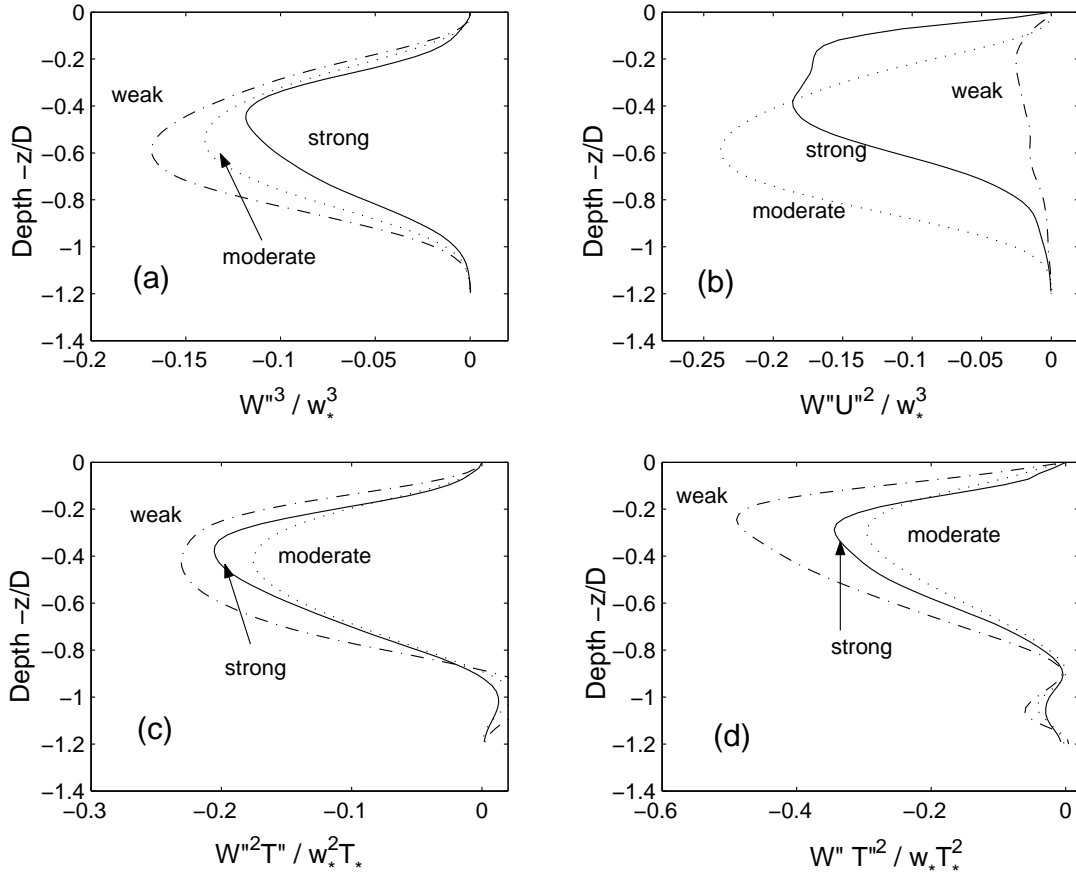 0
−0.2
−0.4
−0.6
−0.8
−1
−1.2
−1.4
Depth −z/D
weak
strong
moderate
(a)
−0.2 −0.15 −0.1 −0.05 0
W"³ / w*³
0
−0.2
−0.4
−0.6
−0.8
−1
−1.2
−1.4
Depth −z/D
weak
strong
moderate
(b)
−0.25 −0.2 −0.15 −0.1 −0.05 0
W"U"² / w*³
0
−0.2
−0.4
−0.6
−0.8
−1
−1.2
−1.4
Depth −z/D
weak
moderate
strong
(c)
−0.3 −0.2 −0.1 0
W"²T" / w*²T*
0
−0.2
−0.4
−0.6
−0.8
−1
−1.2
−1.4
Depth −z/D
weak
moderate
strong
(d)
−0.6 −0.4 −0.2 0
W" T"² / w*T*²